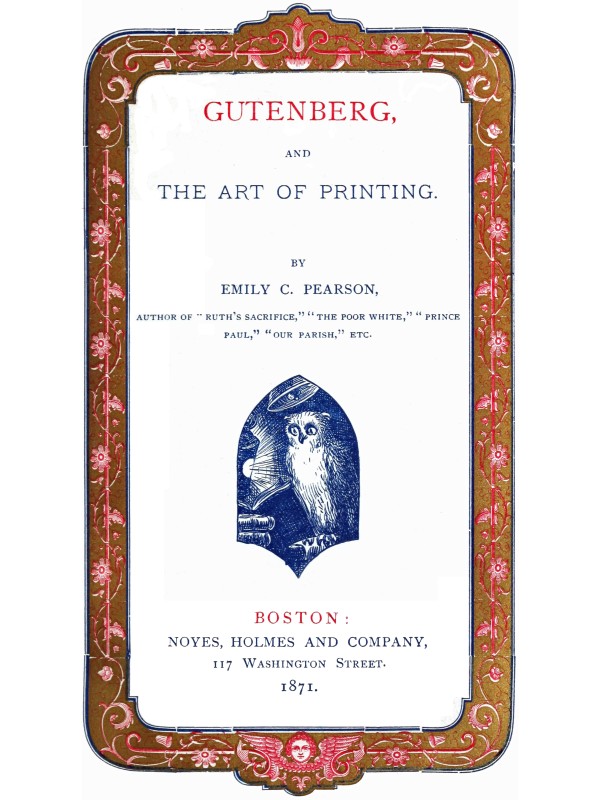 GUTENBERG,
AND
THE ART OF PRINTING.
BY
EMILY C. PEARSON,
AUTHOR OF "RUTH'S SACRIFICE," "THE POOR WHITE," "PRINCE
PAUL," "OUR PARISH," ETC.
BOSTON:
NOYES, HOLMES AND COMPANY,
117 WASHINGTON STREET.
1871.